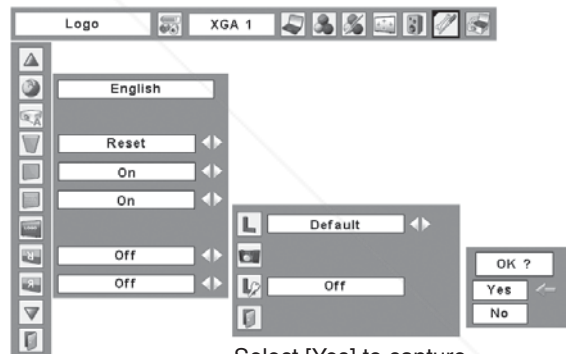 Logo
XGA 1
English
Reset
On
On
Off
Off
Default
Off
OK ?
Yes
No
Select [Yes] to capture